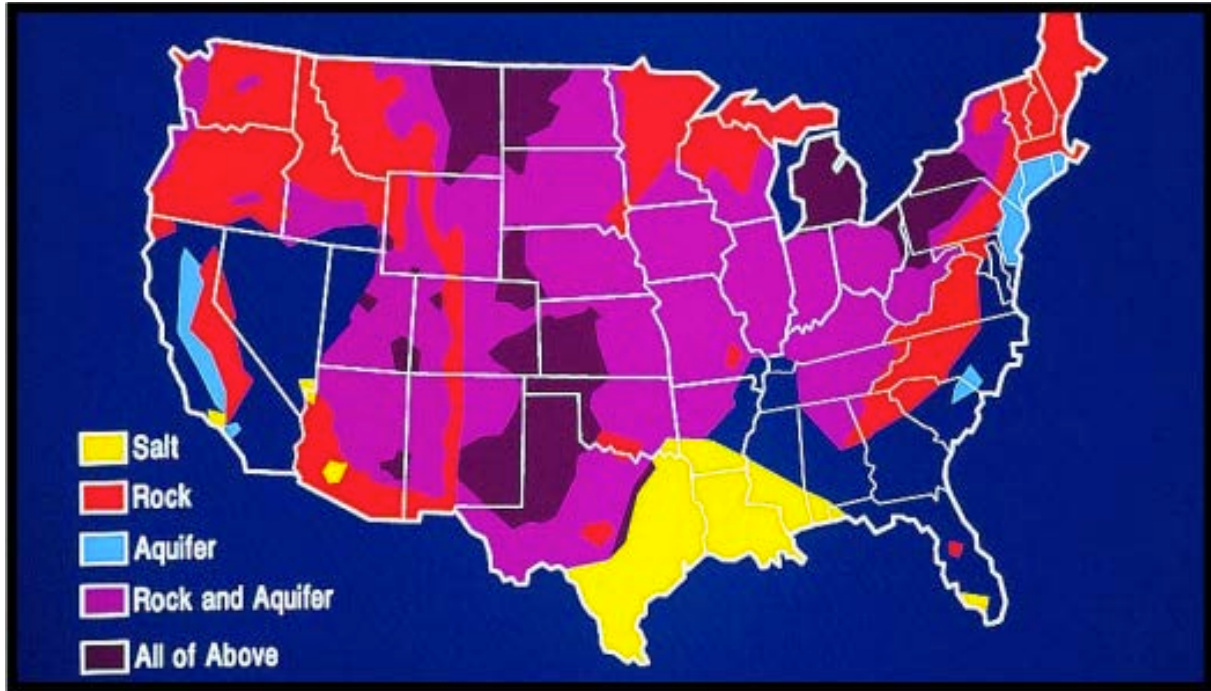 Salt
Rock
Aquifer
Rock and Aquifer
All of Above